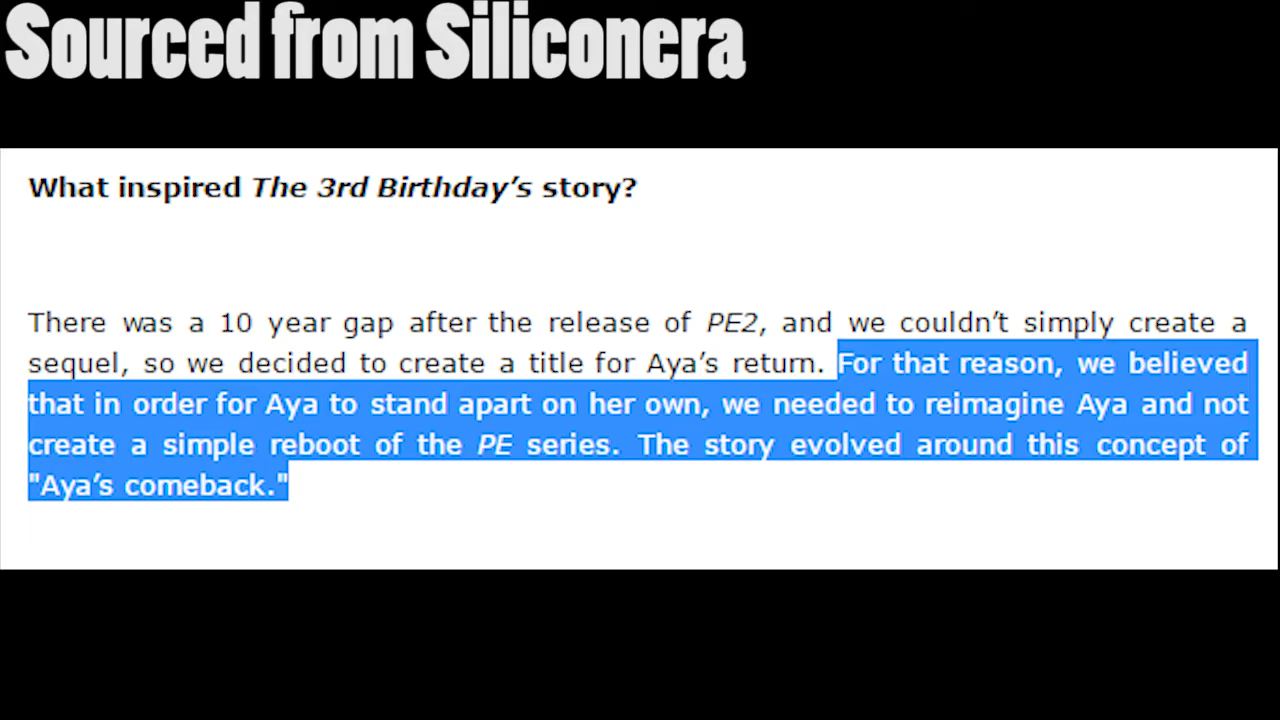 Sourced from Siliconera
What inspired The 3rd Birthday’s story?
There was a 10 year gap after the release of PE2, and we couldn’t simply create a
sequel, so we decided to create a title for Aya’s return. For that reason, we believed
that in order for Aya to stand apart on her own, we needed to reimagine Aya and not
create a simple reboot of the PE series. The story evolved around this concept of
"Aya’s comeback."